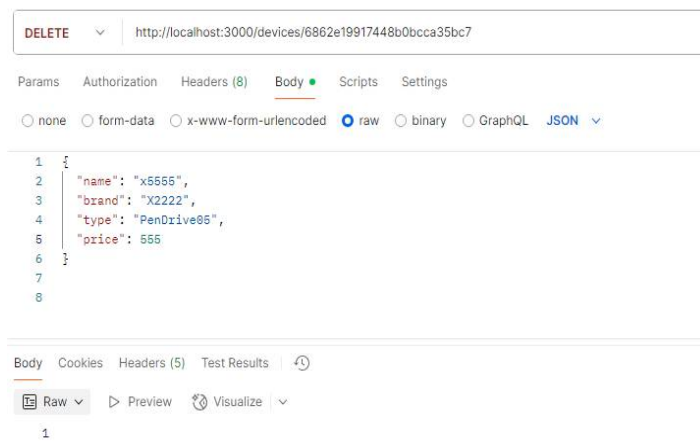 DELETE http://localhost:3000/devices/6862e19917448b0bcca35bc7
Params Authorization Headers (8) Body Scripts Settings
none form-data x-www-form-urlencoded raw binary GraphQL JSON
1 {
2 "name": "x5555",
3 "brand": "X2222",
4 "type": "PenDrive05",
5 "price": 555
6 }
7
8
Body Cookies Headers (5) Test Results
Raw Preview Visualize
1